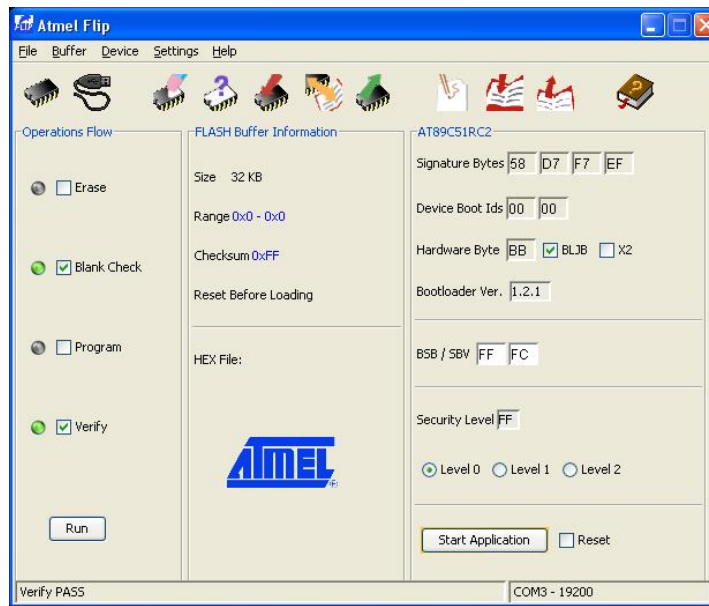 Atmel Flip
File Buffer Device Settings Help
Operations Flow
Erase
Blank Check
Program
Verify
Run
FLASH Buffer Information
Size 32 KB
Range 0x0 - 0x0
Checksum 0xFF
Reset Before Loading
HEX File:
ATMEL
AT89C51RC2
Signature Bytes 58 D7 F7 EF
Device Boot Ids 00 00
Hardware Byte BB BLJB X2
Bootloader Ver. 1.2.1
BSB / SBV FF FC
Security Level FF
Level 0 Level 1 Level 2
Start Application Reset
Verify PASS
COM3 - 19200